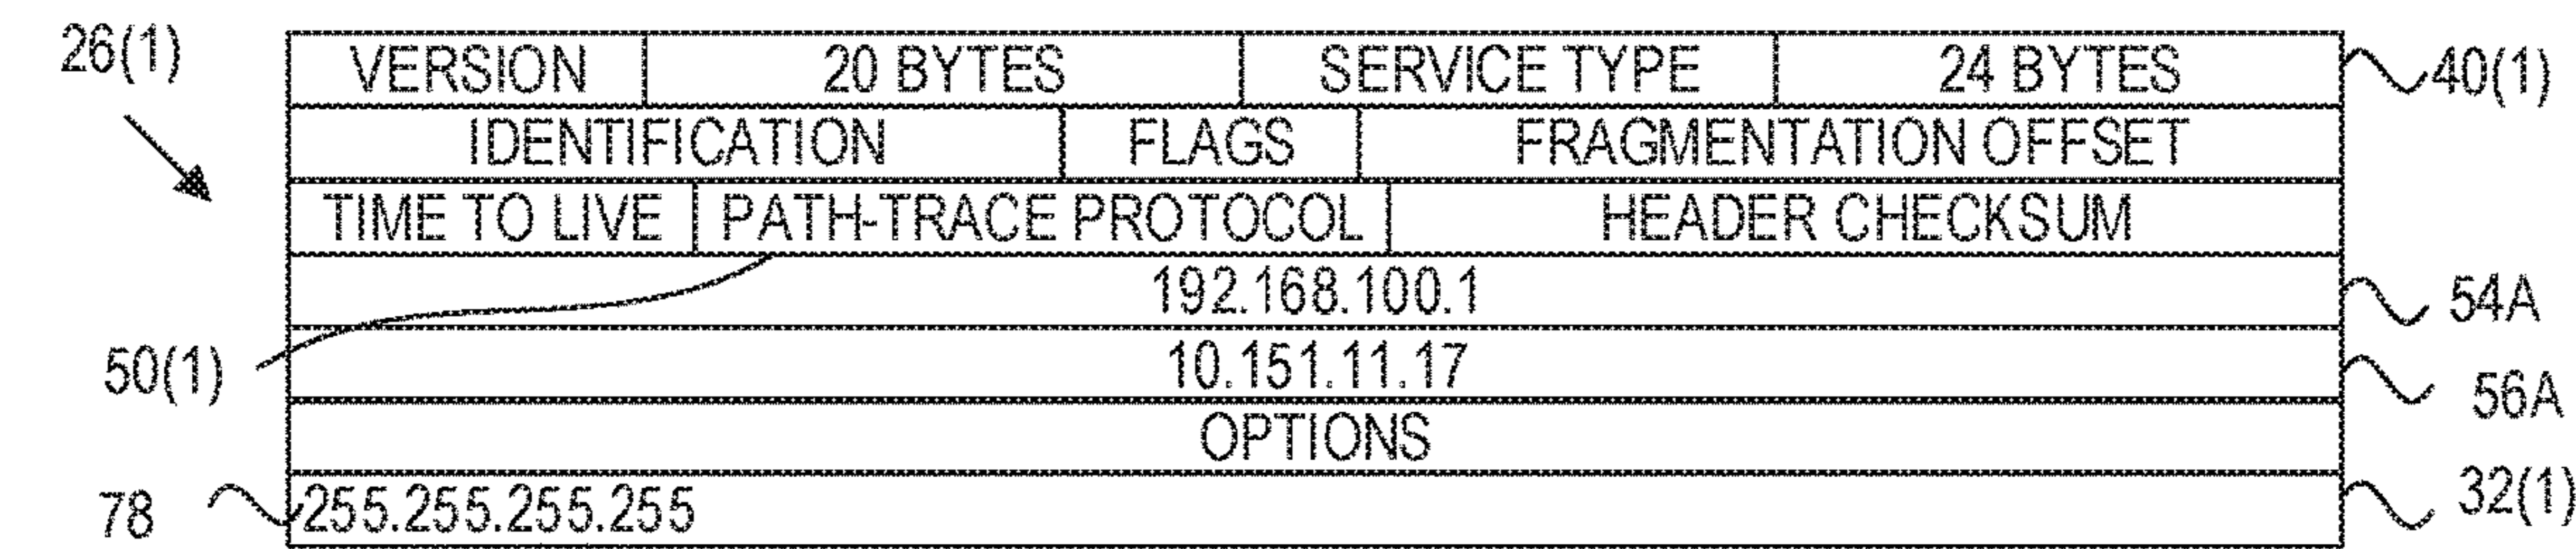 26(1) VERSION 20 BYTES SERVICE TYPE 24 BYTES 40(1)
IDENTIFICATION FLAGS FRAGMENTATION OFFSET
TIME TO LIVE PATH-TRACE PROTOCOL HEADER CHECKSUM
192.168.100.1 54A
50(1) 10.151.11.17 56A
OPTIONS
78 255.255.255.255 32(1)